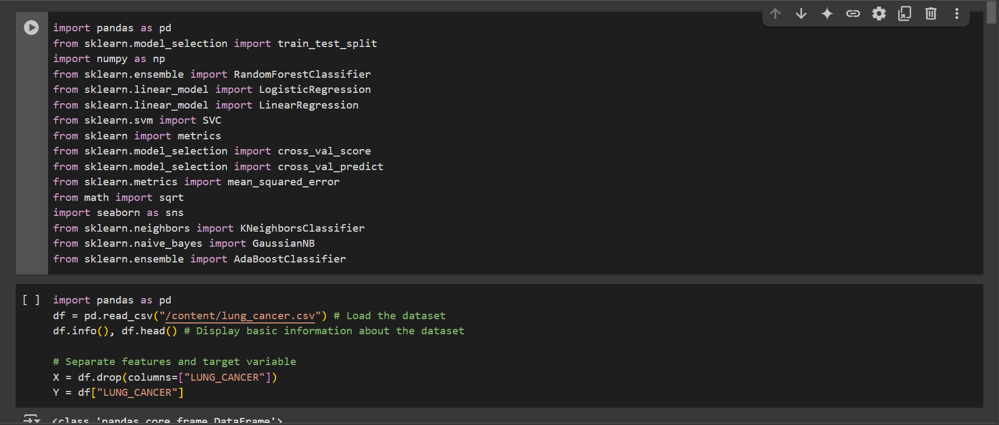 import pandas as pd
from sklearn.model_selection import train_test_split
import numpy as np
from sklearn.ensemble import RandomForestClassifier
from sklearn.linear_model import LogisticRegression
from sklearn.linear_model import LinearRegression
from sklearn.svm import SVC
from sklearn import metrics
from sklearn.model_selection import cross_val_score
from sklearn.model_selection import cross_val_predict
from sklearn.metrics import mean_squared_error
from math import sqrt
import seaborn as sns
from sklearn.neighbors import KNeighborsClassifier
from sklearn.naive_bayes import GaussianNB
from sklearn.ensemble import AdaBoostClassifier
[ ] import pandas as pd
df = pd.read_csv("/content/lung_cancer.csv") # Load the dataset
df.info(), df.head() # Display basic information about the dataset
# Separate features and target variable
X = df.drop(columns=["LUNG_CANCER"])
Y = df["LUNG_CANCER"]
<class 'pandas.core.frame.DataFrame'>